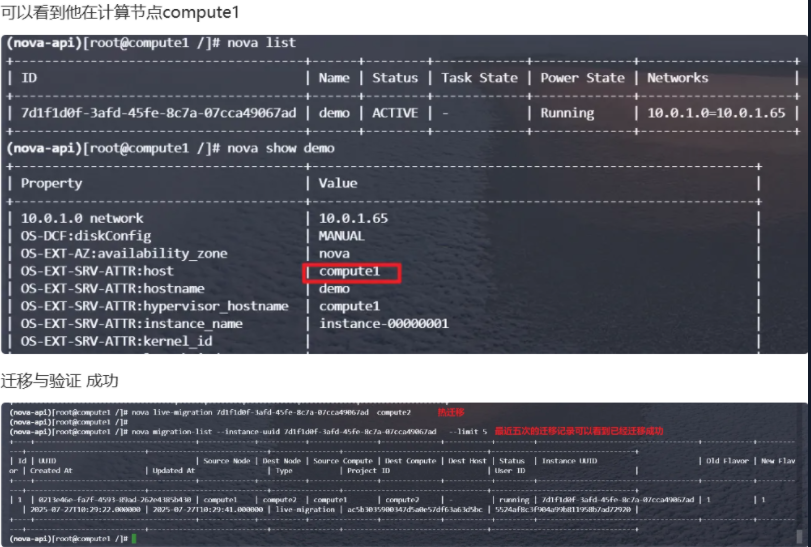 可以看到他在计算节点compute1
(nova-api)[root@compute1 /]# nova list
| ID | Name | Status | Task State | Power State | Networks |
| 7d1f1d0f-3afd-45fe-8c7a-07cca49067ad | demo | ACTIVE | - | Running | 10.0.1.0=10.0.1.65 |
(nova-api)[root@compute1 /]# nova show demo
| Property | Value |
| 10.0.1.0 network | 10.0.1.65 |
| OS-DCF:diskConfig | MANUAL |
| OS-EXT-AZ:availability_zone | nova |
| OS-EXT-SRV-ATTR:host | compute1 |
| OS-EXT-SRV-ATTR:hostname | demo |
| OS-EXT-SRV-ATTR:hypervisor_hostname | compute1 |
| OS-EXT-SRV-ATTR:instance_name | instance-00000001 |
| OS-EXT-SRV-ATTR:kernel_id | |
迁移与验证 成功
(nova-api)[root@compute1 /]# nova live-migration 7d1f1d0f-3afd-45fe-8c7a-07cca49067ad compute2 热迁移
(nova-api)[root@compute1 /]#
(nova-api)[root@compute1 /]# nova migration-list --instance-uuid 7d1f1d0f-3afd-45fe-8c7a-07cca49067ad --limit 5 最近五次的迁移记录可以看到已经迁移成功
| Id | UUID | Source Node | Dest Node | Source Compute | Dest Compute | Dest Host | Status | Instance UUID | Old Flavor | New Flav
or | Created At | Updated At | Type | Project ID | User ID |
| 1 | 0213e46e-fa2f-4593-89ad-262e4385b430 | compute1 | compute2 | compute1 | compute2 | - | running | 7d1f1d0f-3afd-45fe-8c7a-07cca49067ad | 1 | 1
| 2025-07-27T10:29:22.000000 | 2025-07-27T10:29:41.000000 | live-migration |
(nova-api)[root@compute1 /]#